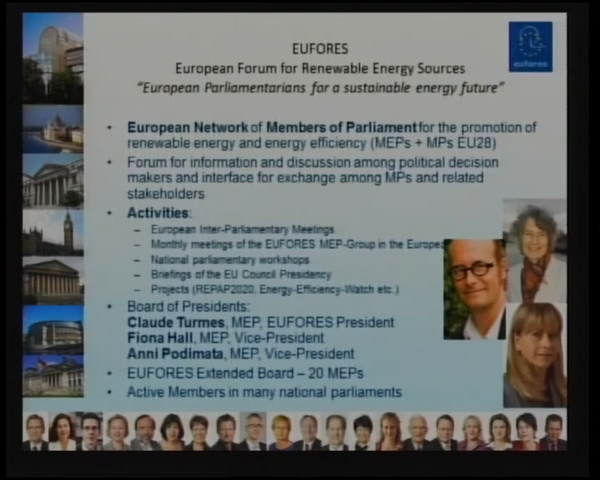 EUFORES
European Forum for Renewable Energy Sources
“European Parliamentarians for a sustainable energy future”
eufores
• European Network of Members of Parliament for the promotion of
renewable energy and energy efficiency (MEPs + MPs EU28)
• Forum for information and discussion among political decision
makers and interface for exchange among MPs and related
stakeholders
• Activities:
– European Inter-Parliamentary Meetings
– Monthly meetings of the EUFORES MEP-Group in the Europea
– National parliamentary workshops
– Briefings of the EU Council Presidency
– Projects (REPAP2020, Energy-Efficiency-Watch etc.)
• Board of Presidents:
Claude Turmes, MEP, EUFORES President
Fiona Hall, MEP, Vice-President
Anni Podimata, MEP, Vice-President
• EUFORES Extended Board – 20 MEPs
• Active Members in many national parliaments